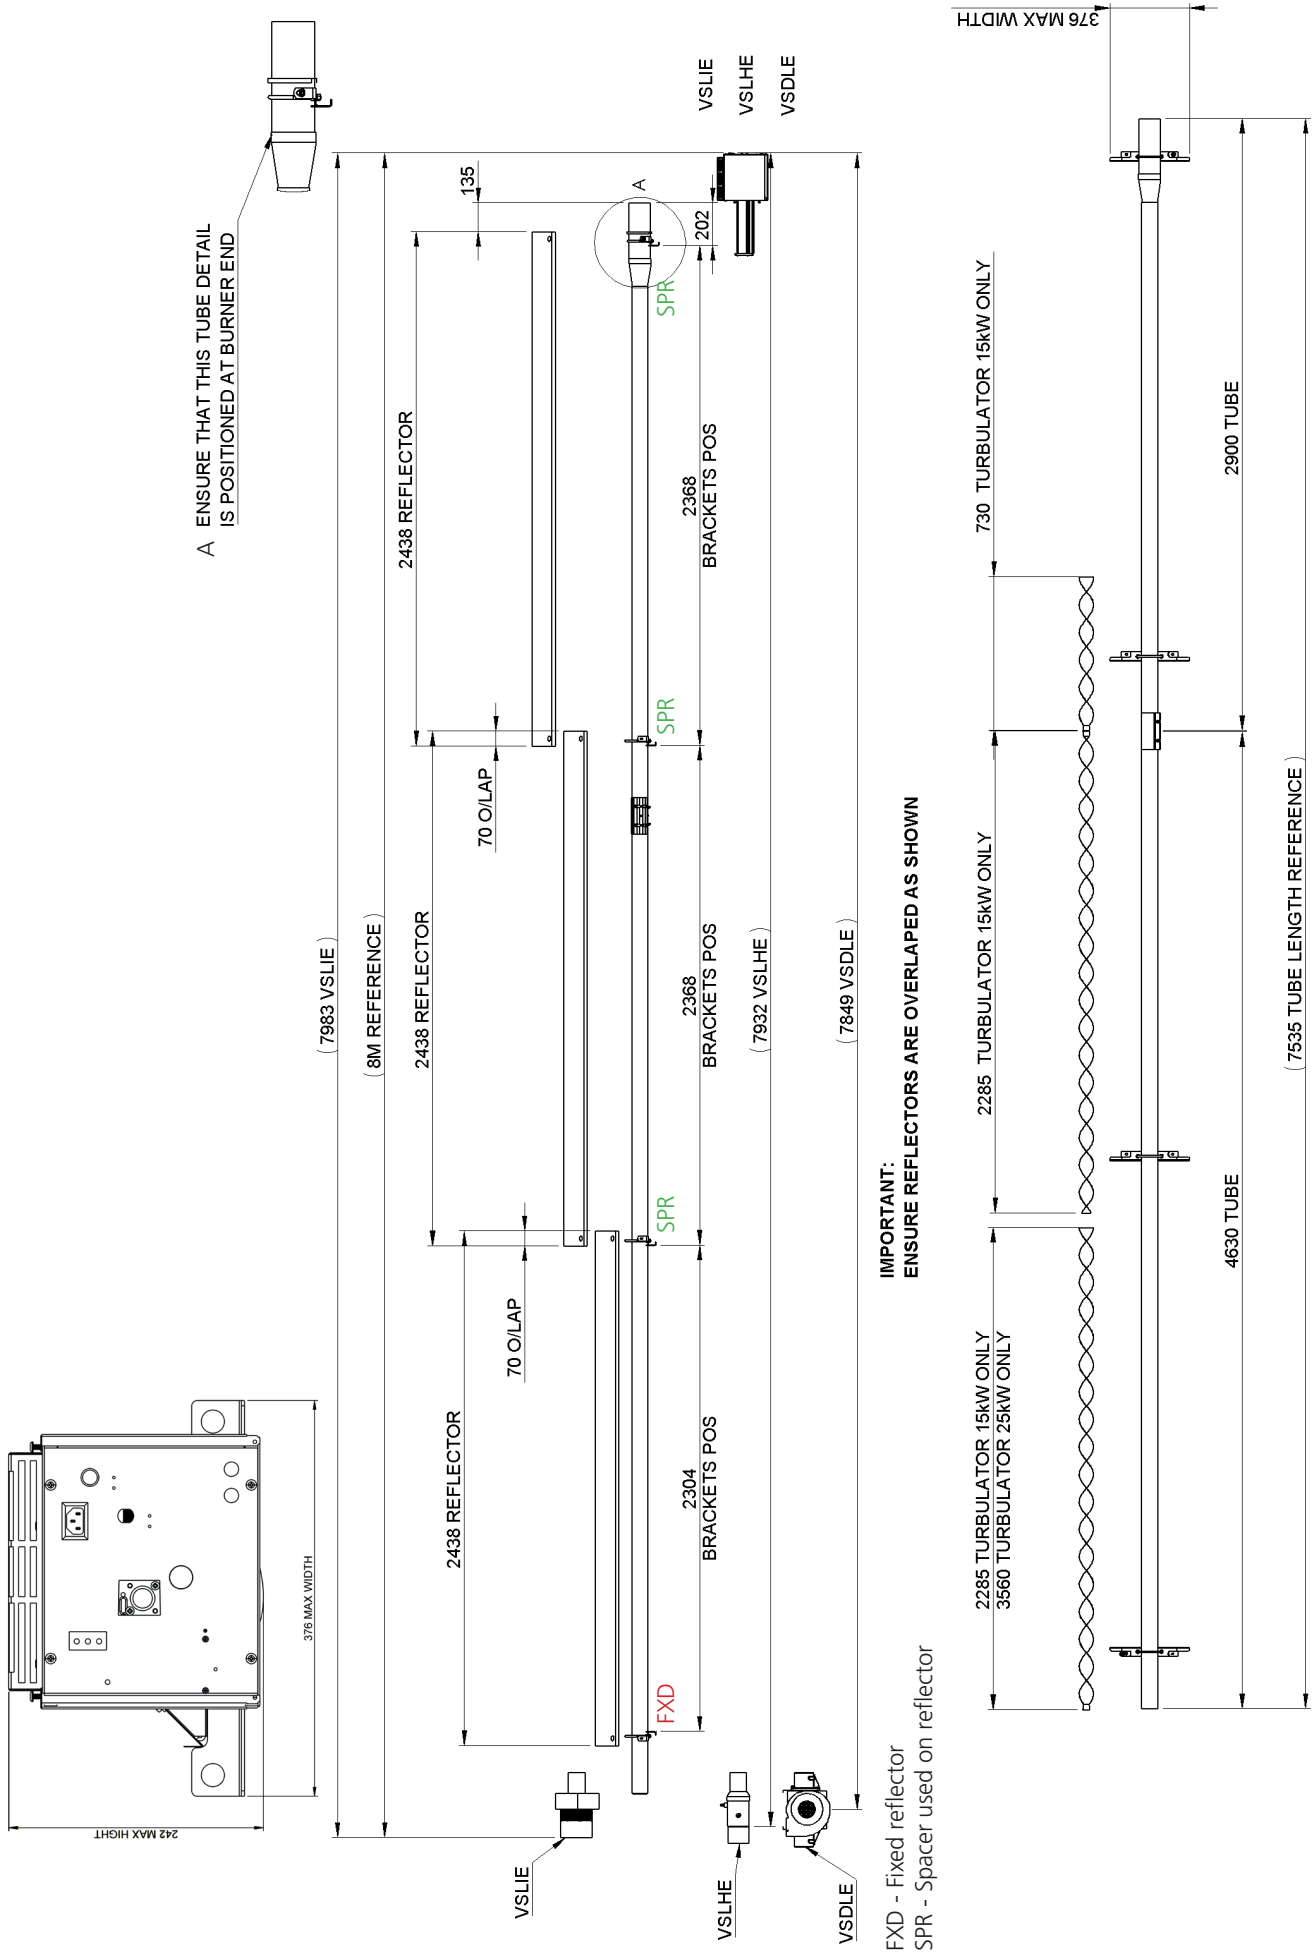 242 MAX HIGHT
376 MAX WIDTH
A ENSURE THAT THIS TUBE DETAIL
IS POSITIONED AT BURNER END
( 7983 VSLIE )
( 8M REFERENCE )
2438 REFLECTOR
2438 REFLECTOR
2438 REFLECTOR
135
70 O/LAP
70 O/LAP
A
202
FXD
SPR
SPR
SPR
2304
BRACKETS POS
2368
BRACKETS POS
2368
BRACKETS POS
VSLIE
VSLHE
VSDLE
VSLIE
VSLHE
VSDLE
( 7932 VSLHE )
( 7849 VSDLE )
FXD - Fixed reflector
SPR - Spacer used on reflector
IMPORTANT:
ENSURE REFLECTORS ARE OVERLAPED AS SHOWN
376 MAX WIDTH
2285 TURBULATOR 15kW ONLY
3560 TURBULATOR 25kW ONLY
2285 TURBULATOR 15kW ONLY
730 TURBULATOR 15kW ONLY
4630 TUBE
2900 TUBE
( 7535 TUBE LENGTH REFERENCE )